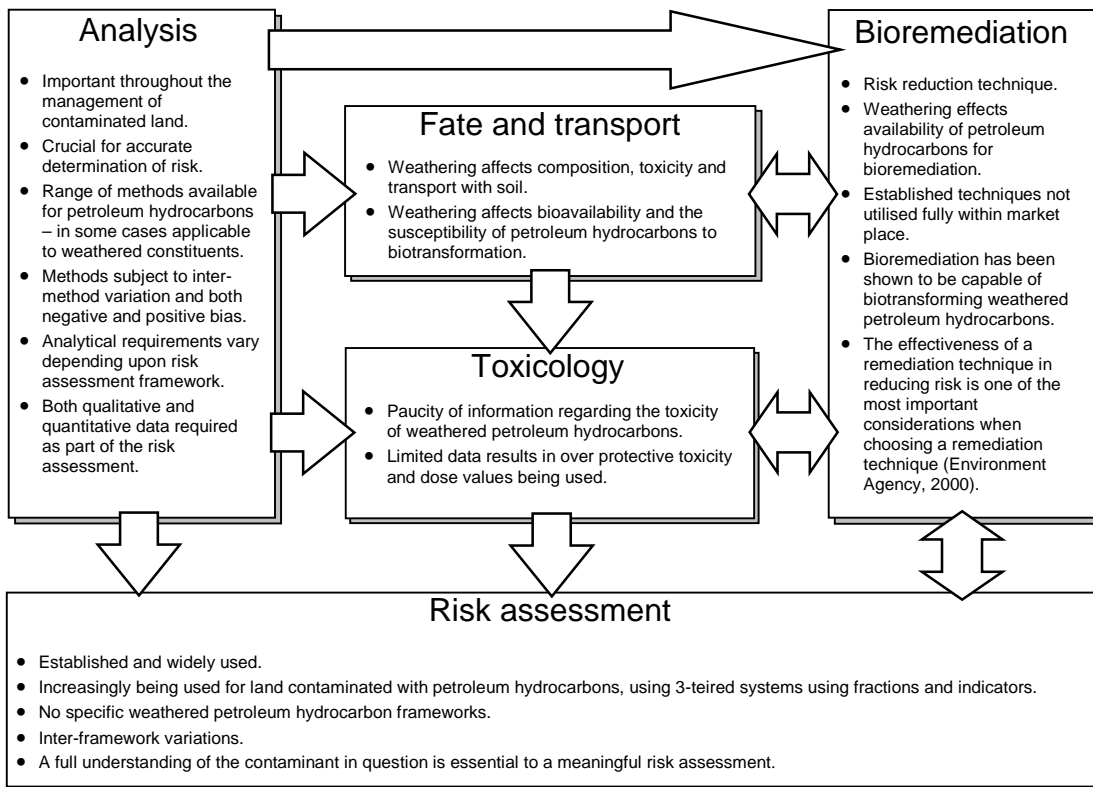 Analysis
• Important throughout the
management of
contaminated land.
• Crucial for accurate
determination of risk.
• Range of methods available
for petroleum hydrocarbons
– in some cases applicable
to weathered constituents.
• Methods subject to inter-
method variation and both
negative and positive bias.
• Analytical requirements vary
depending upon risk
assessment framework.
• Both qualitative and
quantitative data required
as part of the risk
assessment.
Fate and transport
• Weathering affects composition, toxicity and
transport with soil.
• Weathering affects bioavailability and the
susceptibility of petroleum hydrocarbons to
biotransformation.
Toxicology
• Paucity of information regarding the toxicity
of weathered petroleum hydrocarbons.
• Limited data results in over protective toxicity
and dose values being used.
Bioremediation
• Risk reduction technique.
• Weathering effects
availability of petroleum
hydrocarbons for
bioremediation.
• Established techniques not
utilised fully within market
place.
• Bioremediation has been
shown to be capable of
biotransforming weathered
petroleum hydrocarbons.
• The effectiveness of a
remediation technique in
reducing risk is one of the
most important
considerations when
choosing a remediation
technique (Environment
Agency, 2000).
Risk assessment
• Established and widely used.
• Increasingly being used for land contaminated with petroleum hydrocarbons, using 3-teired systems using fractions and indicators.
• No specific weathered petroleum hydrocarbon frameworks.
• Inter-framework variations.
• A full understanding of the contaminant in question is essential to a meaningful risk assessment.